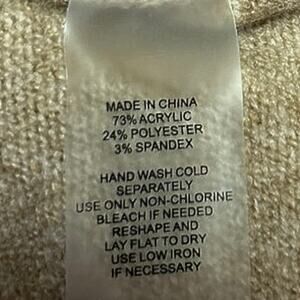 MADE IN CHINA
73% ACRYLIC
24% POLYESTER
3% SPANDEX
HAND WASH COLD
SEPARATELY
USE ONLY NON-CHLORINE
BLEACH IF NEEDED
RESHAPE AND
LAY FLAT TO DRY
USE LOW IRON
IF NECESSARY